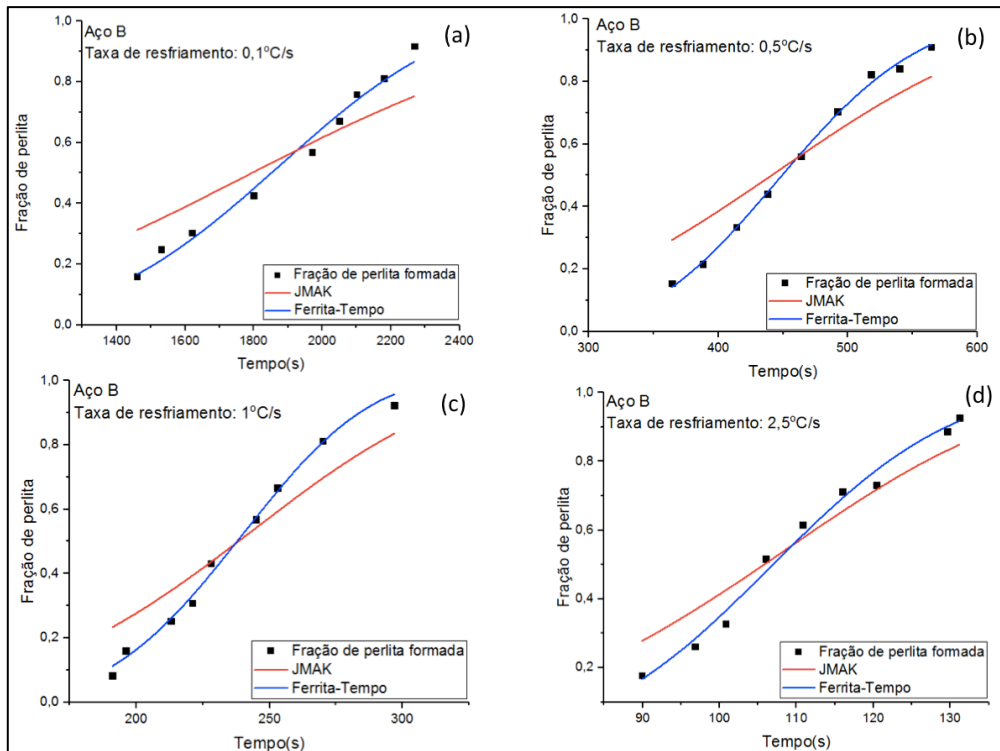 Aço B
Taxa de resfriamento: 0,1°C/s
(a)
Fração de perlita
1,0
0,8
0,6
0,4
0,2
0,0
1400 1600 1800 2000 2200 2400
Tempo(s)
Fração de perlita formada
JMAK
Ferrita-Tempo
Aço B
Taxa de resfriamento: 0,5°C/s
(b)
Fração de perlita
1,0
0,8
0,6
0,4
0,2
0,0
300 400 500 600
Tempo(s)
Fração de perlita formada
JMAK
Ferrita-Tempo
Aço B
Taxa de resfriamento: 1°C/s
(c)
Fração de perlita
1,0
0,8
0,6
0,4
0,2
0,0
200 250 300
Tempo(s)
Fração de perlita formada
JMAK
Ferrita-Tempo
Aço B
Taxa de resfriamento: 2,5°C/s
(d)
Fração de perlita
1,0
0,8
0,6
0,4
0,2
90 100 110 120 130
Tempo(s)
Fração de perlita formada
JMAK
Ferrita-Tempo